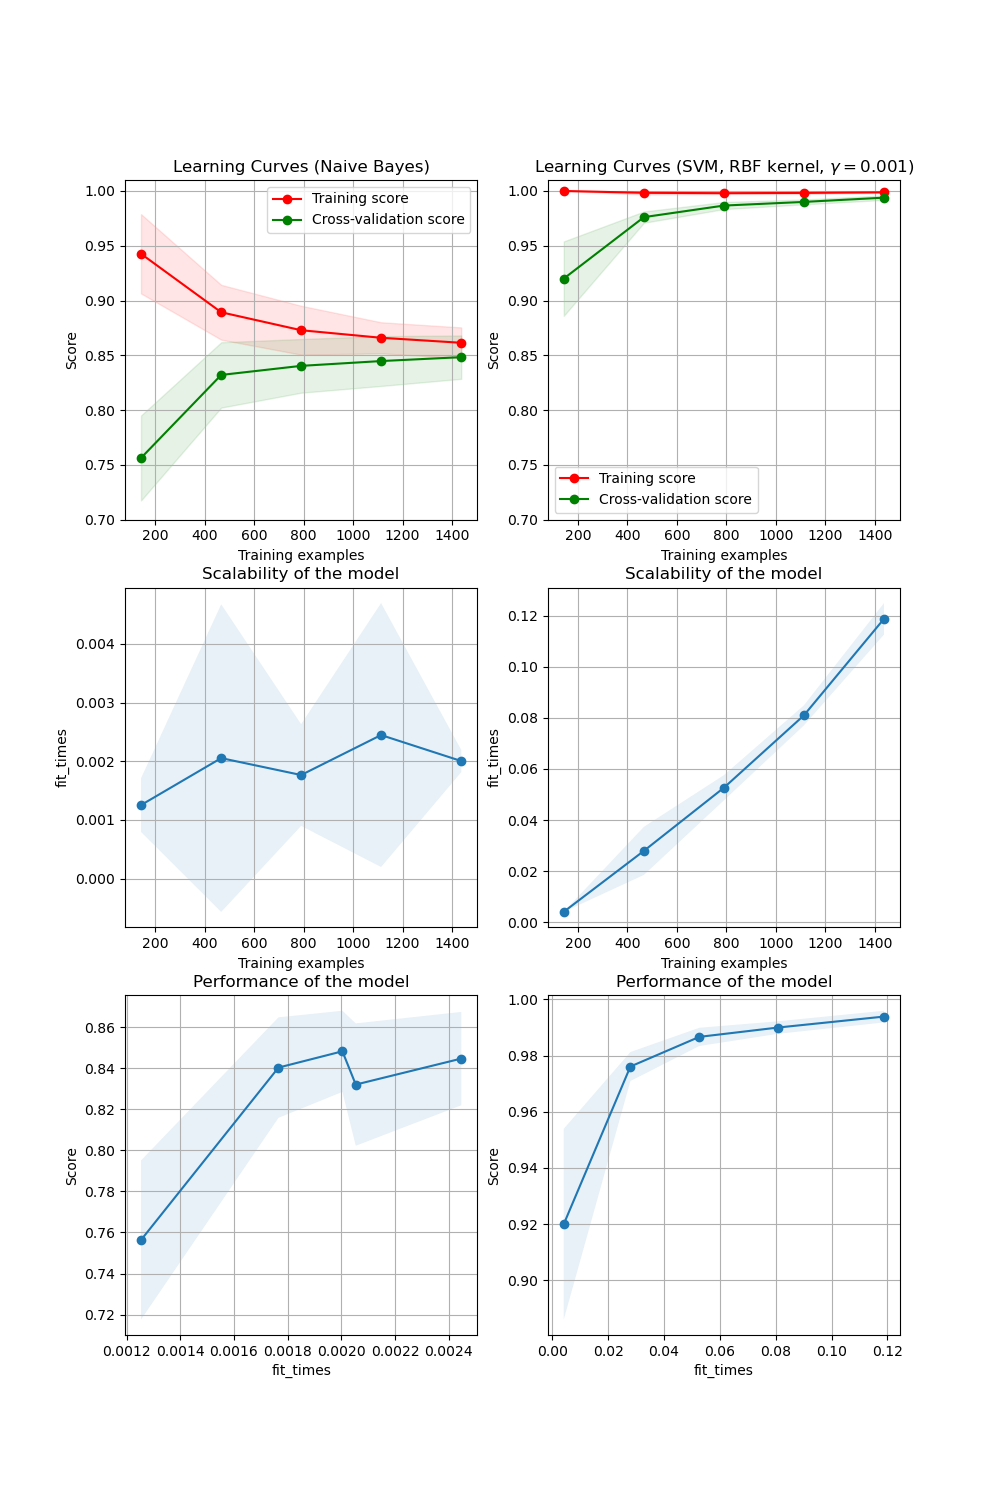 Learning Curves (Naive Bayes)
1.00
0.95
0.90
0.85
0.80
0.75
0.70
Score
Training score
Cross-validation score
200 400 600 800 1000 1200 1400
Training examples
Learning Curves (SVM, RBF kernel, γ = 0.001)
1.00
0.95
0.90
0.85
0.80
0.75
0.70
Score
Training score
Cross-validation score
200 400 600 800 1000 1200 1400
Training examples
Scalability of the model
0.004
0.003
0.002
0.001
0.000
fit_times
200 400 600 800 1000 1200 1400
Training examples
Scalability of the model
0.12
0.10
0.08
0.06
0.04
0.02
0.00
fit_times
200 400 600 800 1000 1200 1400
Training examples
Performance of the model
0.86
0.84
0.82
0.80
0.78
0.76
0.74
0.72
Score
0.0012 0.0014 0.0016 0.0018 0.0020 0.0022 0.0024
fit_times
Performance of the model
1.00
0.98
0.96
0.94
0.92
0.90
Score
0.00 0.02 0.04 0.06 0.08 0.10 0.12
fit_times